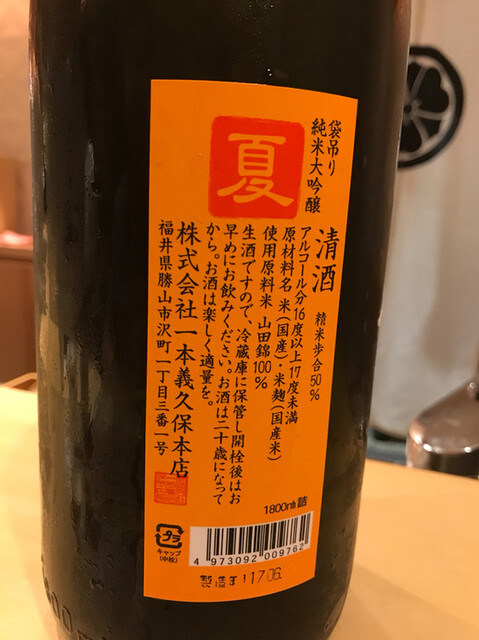 夏
袋吊り
純米大吟醸
清酒 精米歩合50%
アルコール分16度以上17度未満
原材料名 米(国産)・米麹(国産米)
使用原料米 山田錦100%
生酒ですので、冷蔵庫に保管し開栓後はお
早めにお飲みください。お酒は二十歳になって
から。お酒は楽しく適量を。
株式会社一本義久保本店
福井県勝山市沢町一丁目三番一号
1800ml詰
プラ
キャップ
(中栓)
4 973092 009762
製造年 17.06